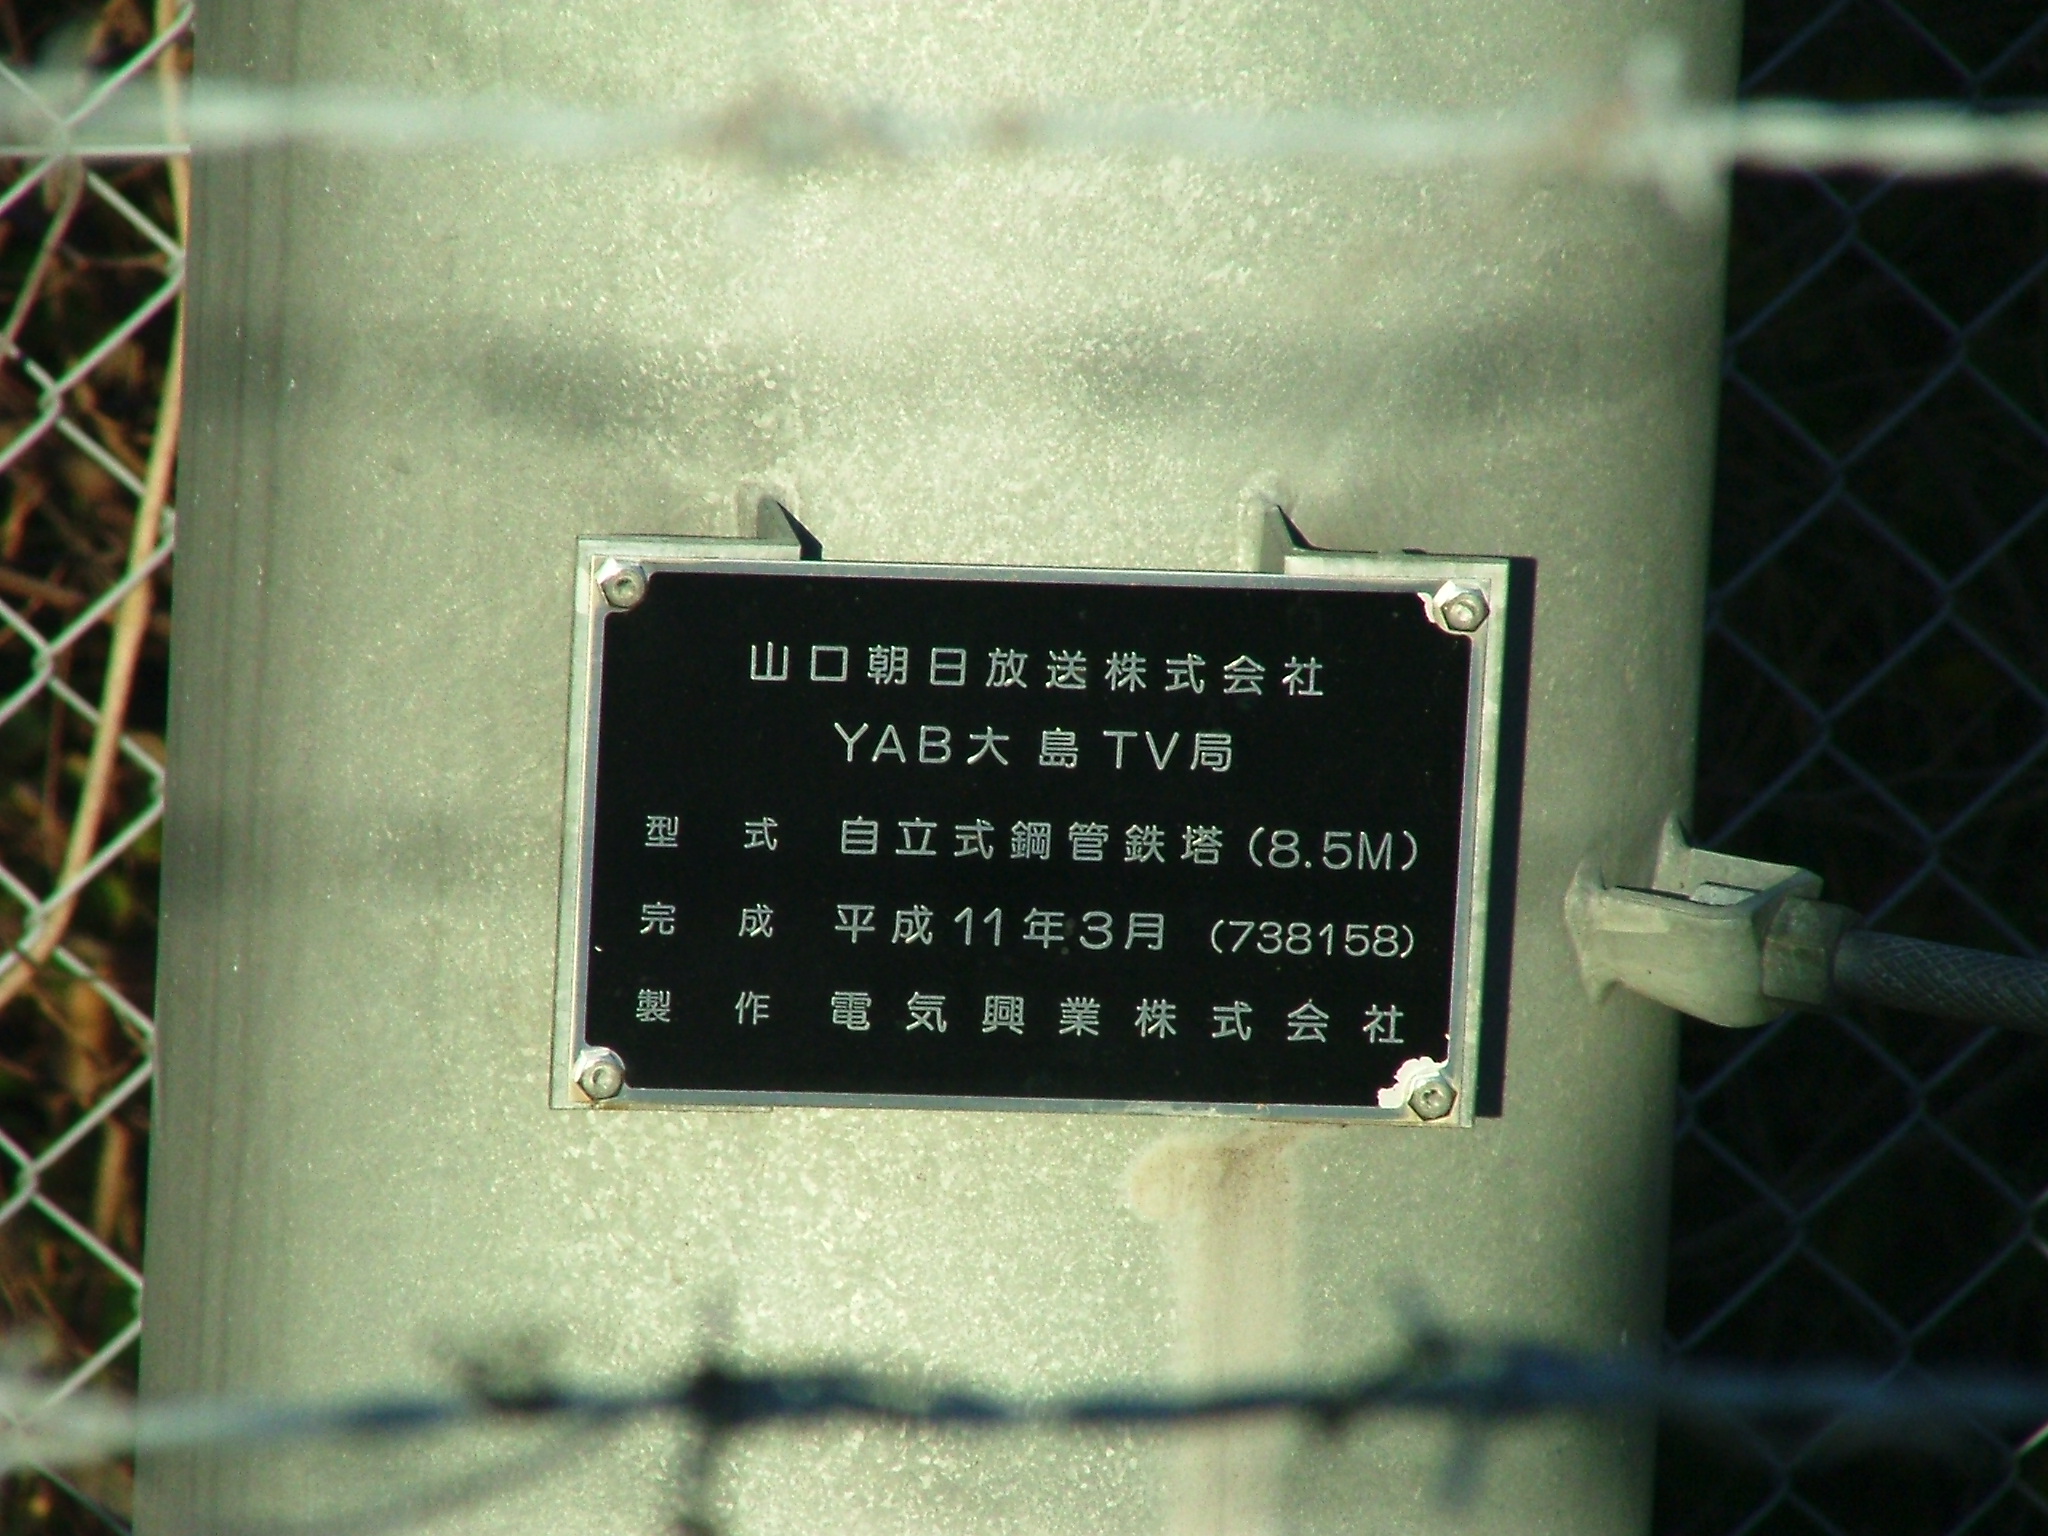 山口朝日放送株式会社
YAB大島TV局
型式 自立式鋼管鉄塔(8.5M)
完成 平成11年3月 (738158)
製作 電気興業株式会社